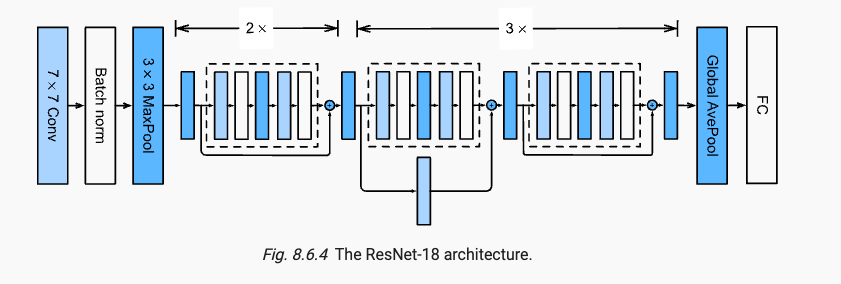 2 ×
3 ×
7 × 7 Conv
Batch norm
3 × 3 MaxPool
Global AvePool
FC
Fig. 8.6.4 The ResNet-18 architecture.